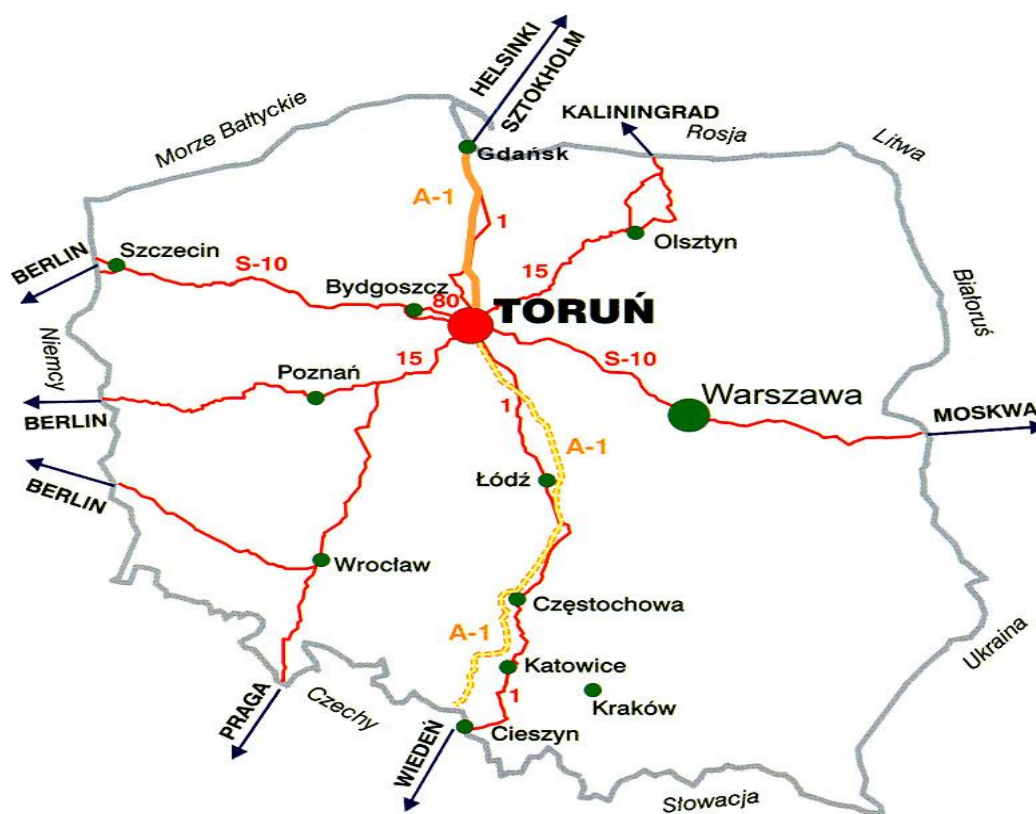 HELSINKI
SZTOKHOLM
KALININGRAD
Rosja
Litwa
Morze Bałtyckie
Gdańsk
A-1
1
Olsztyn
BERLIN
Szczecin
S-10
15
Bydgoszcz
80
TORUŃ
Białoruś
Niemcy
15
S-10
Poznań
Warszawa
BERLIN
1
MOSKWA
A-1
BERLIN
Łódź
Wrocław
Częstochowa
A-1
Ukraina
Katowice
1
Kraków
PRAGA
Czechy
WIEDEŃ
Cieszyn
Słowacja